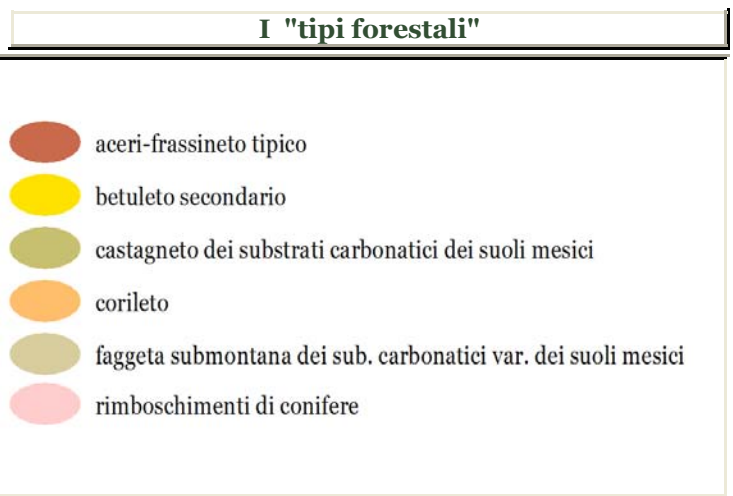 I "tipi forestali"
aceri-frassineto tipico
betuleto secondario
castagneto dei substrati carbonatici dei suoli mesici
corileto
faggeta submontana dei sub. carbonatici var. dei suoli mesici
rimboschimenti di conifere